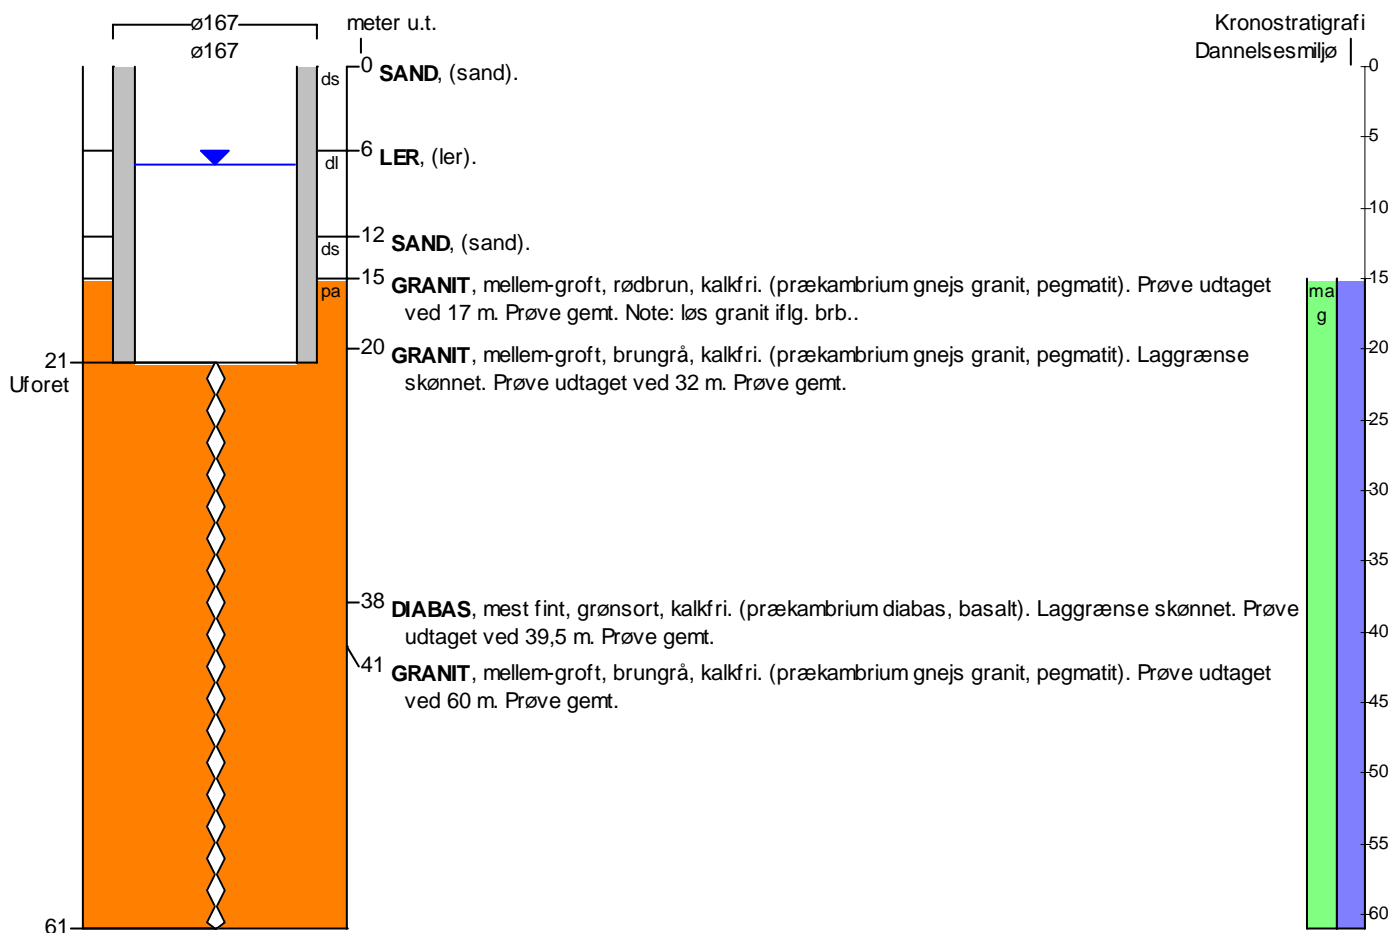 ø167
ø167
meter u.t.
Kronostratigrafi
Dannelsesmiljø
0
ds
SAND, (sand).
6
dl
LER, (ler).
12
ds
SAND, (sand).
15
pa
GRANIT, mellem-groft, rødbrun, kalkfri. (prækambrium gnejs granit, pegmatit). Prøve udtaget
ved 17 m. Prøve gemt. Note: løs granit iflg. brb..
20
GRANIT, mellem-groft, brungrå, kalkfri. (prækambrium gnejs granit, pegmatit). Laggrænse
skønnet. Prøve udtaget ved 32 m. Prøve gemt.
21
Uforet
38
DIABAS, mest fint, grønsort, kalkfri. (prækambrium diabas, basalt). Laggrænse skønnet. Prøve
udtaget ved 39,5 m. Prøve gemt.
41
GRANIT, mellem-groft, brungrå, kalkfri. (prækambrium gnejs granit, pegmatit). Prøve udtaget
ved 60 m. Prøve gemt.
61
ma
g
0
5
10
15
20
25
30
35
40
45
50
55
60